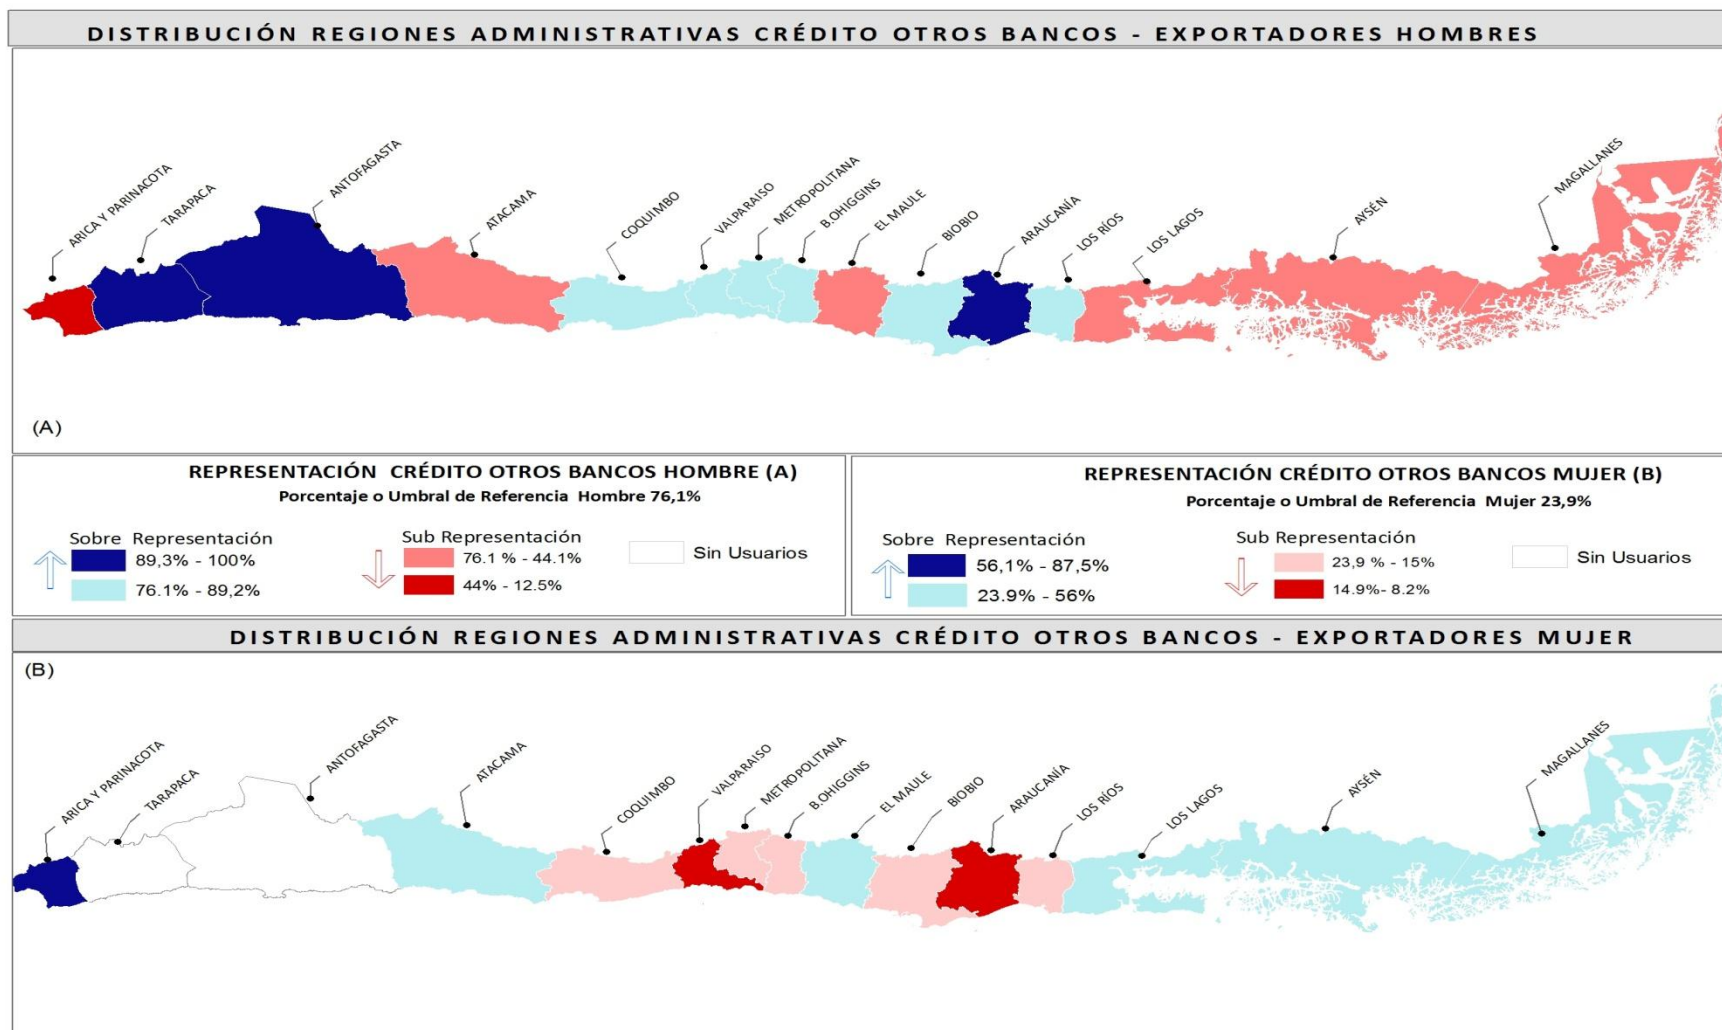 DISTRIBUCIÓN REGIONES ADMINISTRATIVAS CRÉDITO OTROS BANCOS - EXPORTADORES HOMBRES
ARICA Y PARINACOTA
TARAPACA
ANTOFAGASTA
ATACAMA
COQUIMBO
VALPARAISO
METROPOLITANA
B.OHIGGINS
EL MAULE
BIOBIO
ARAUCANÍA
LOS RÍOS
LOS LAGOS
AYSÉN
MAGALLANES
(A)
REPRESENTACIÓN CRÉDITO OTROS BANCOS HOMBRE (A)
Porcentaje o Umbral de Referencia Hombre 76,1%
Sobre Representación
89,3% - 100%
76.1% - 89,2%
Sub Representación
76.1 % - 44.1%
44% - 12.5%
Sin Usuarios
REPRESENTACIÓN CRÉDITO OTROS BANCOS MUJER (B)
Porcentaje o Umbral de Referencia Mujer 23,9%
Sobre Representación
56,1% - 87,5%
23.9% - 56%
Sub Representación
23,9 % - 15%
14.9%- 8.2%
Sin Usuarios
DISTRIBUCIÓN REGIONES ADMINISTRATIVAS CRÉDITO OTROS BANCOS - EXPORTADORES MUJER
(B)
ARICA Y PARINACOTA
TARAPACA
ANTOFAGASTA
ATACAMA
COQUIMBO
VALPARAISO
METROPOLITANA
B.OHIGGINS
EL MAULE
BIOBIO
ARAUCANÍA
LOS RÍOS
LOS LAGOS
AYSÉN
MAGALLANES